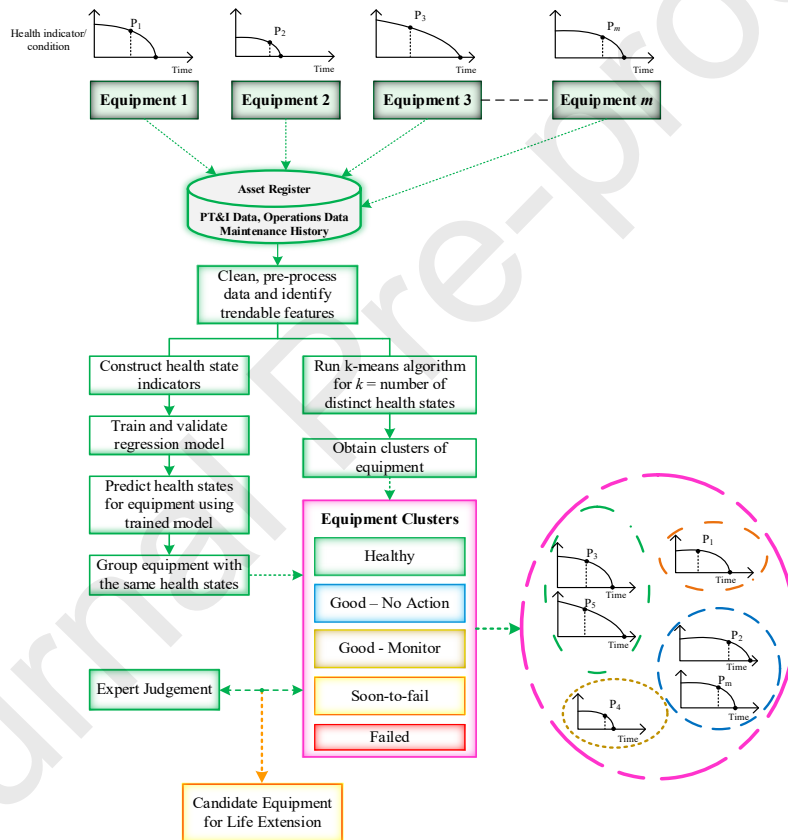 P1
P2
P3
Pm
Health indicator/
condition
Time
Time
Time
Time
Equipment 1
Equipment 2
Equipment 3
Equipment m
Asset Register
PT&I Data, Operations Data
Maintenance History
Clean, pre-process
data and identify
trendable features
Construct health state
indicators
Run k-means algorithm
for k = number of
distinct health states
Train and validate
regression model
Obtain clusters of
equipment
Predict health states
for equipment using
trained model
Group equipment with
the same health states
Equipment Clusters
Healthy
Good – No Action
Good - Monitor
Soon-to-fail
Failed
Expert Judgement
Candidate Equipment
for Life Extension
P3
Time
P5
Time
P1
Time
P2
Time
Pm
Time
P4
Time
urnal Pre-pro